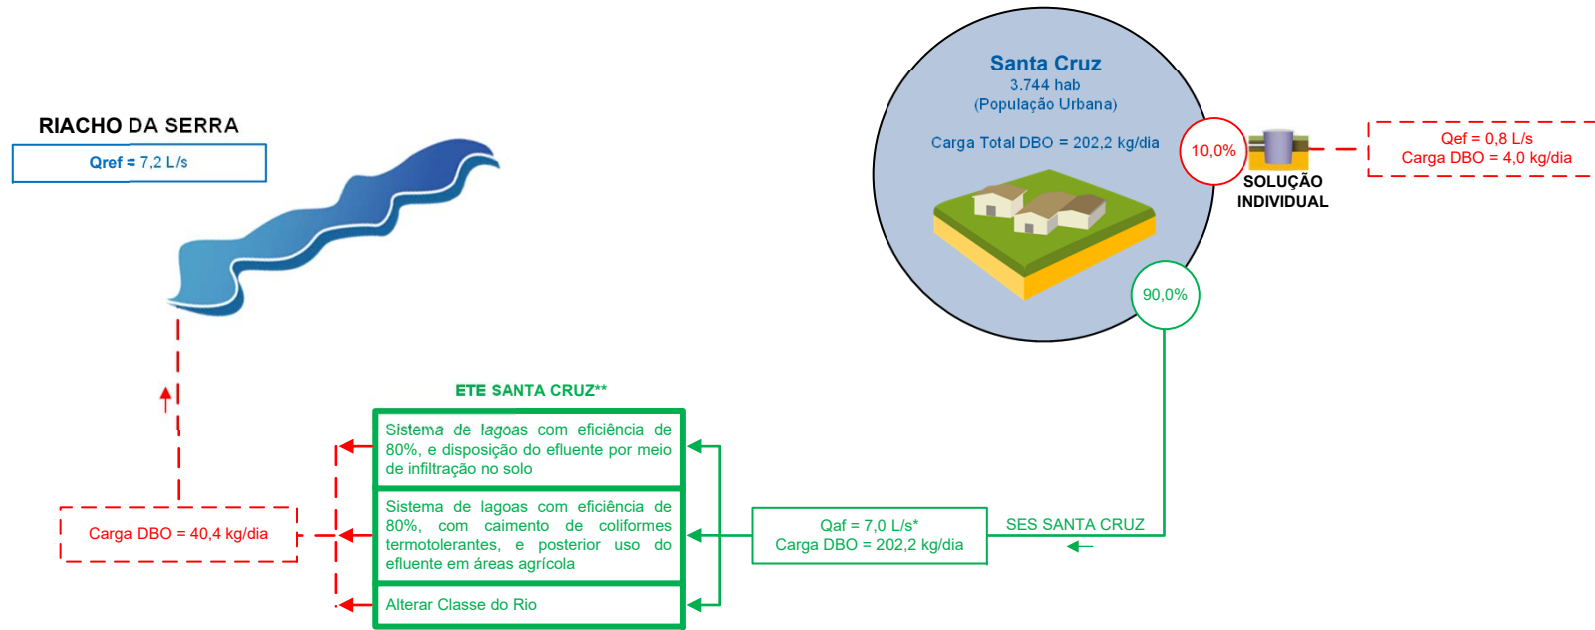 Santa Cruz
3.744 hab
(População Urbana)
Carga Total DBO = 202,2 kg/dia
RIACHO DA SERRA
Qref = 7,2 L/s
10,0%
SOLUÇÃO
INDIVIDUAL
Qef = 0,8 L/s
Carga DBO = 4,0 kg/dia
90,0%
ETE SANTA CRUZ**
Sistema de lagoas com eficiência de
80%, e disposição do efluente por meio
de infiltração no solo
Sistema de lagoas com eficiência de
80%, com caimento de coliformes
termotolerantes, e posterior uso do
efluente em áreas agrícola
Alterar Classe do Rio
Carga DBO = 40,4 kg/dia
Qaf = 7,0 L/s*
Carga DBO = 202,2 kg/dia
SES SANTA CRUZ